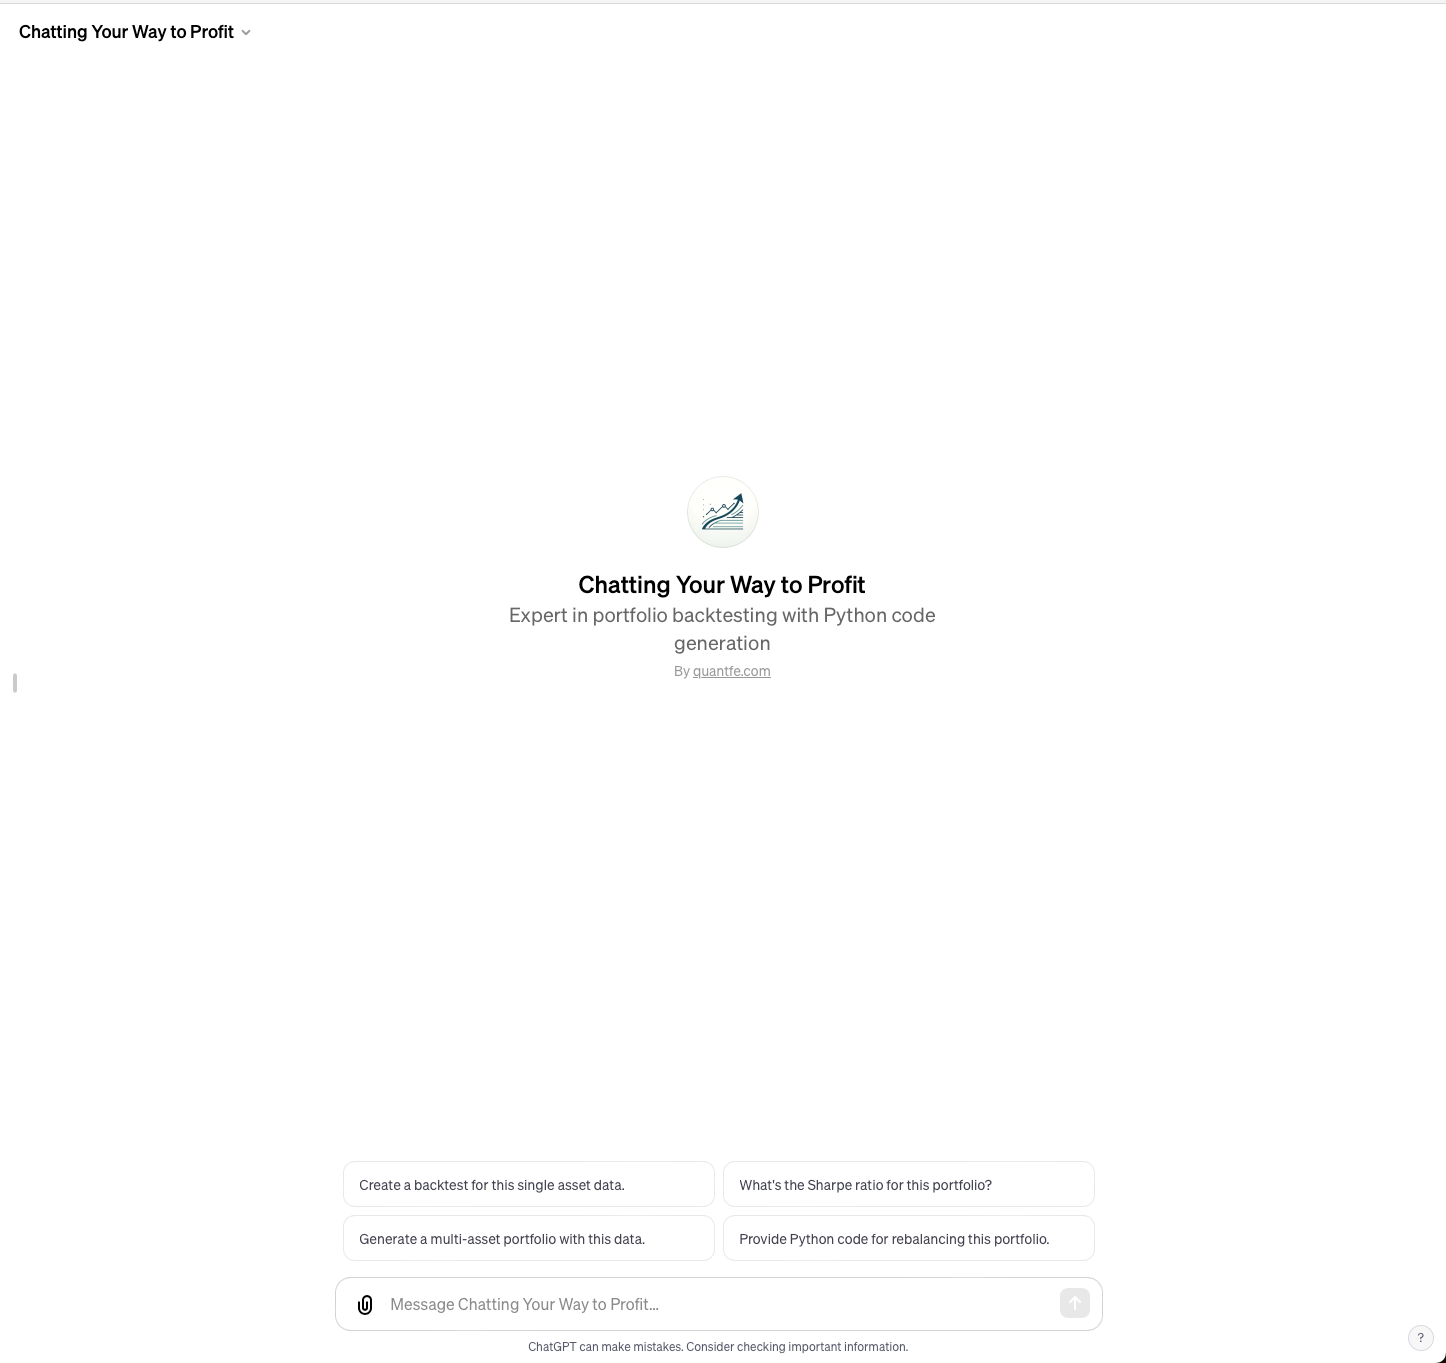 Chatting Your Way to Profit
Chatting Your Way to Profit
Expert in portfolio backtesting with Python code
generation
By quantfe.com
Create a backtest for this single asset data.
What's the Sharpe ratio for this portfolio?
Generate a multi-asset portfolio with this data.
Provide Python code for rebalancing this portfolio.
Message Chatting Your Way to Profit...
ChatGPT can make mistakes. Consider checking important information.
?